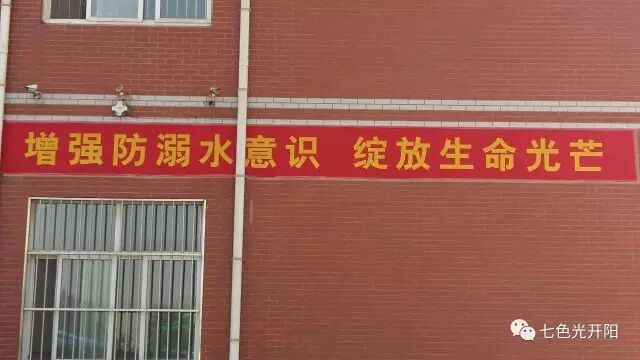 增强防溺水意识 绽放生命光芒
七色光开阳